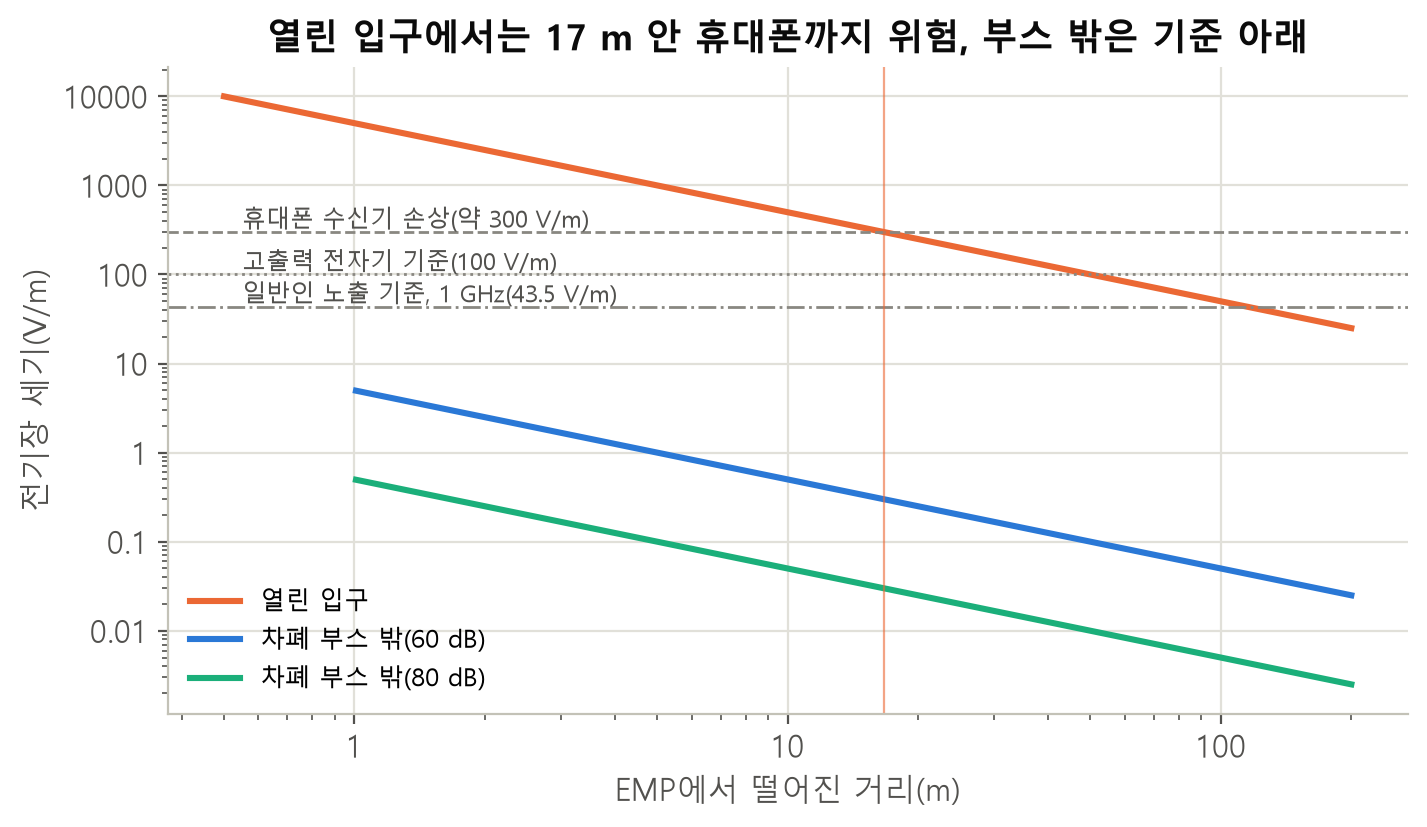 열린 입구에서는 17 m 안 휴대폰까지 위험, 부스 밖은 기준 아래
전기장 세기(V/m)
10000
1000
100
10
1
0.1
0.01
휴대폰 수신기 손상(약 300 V/m)
고출력 전자기 기준(100 V/m)
일반인 노출 기준, 1 GHz(43.5 V/m)
열린 입구
차폐 부스 밖(60 dB)
차폐 부스 밖(80 dB)
1
10
100
EMP에서 떨어진 거리(m)